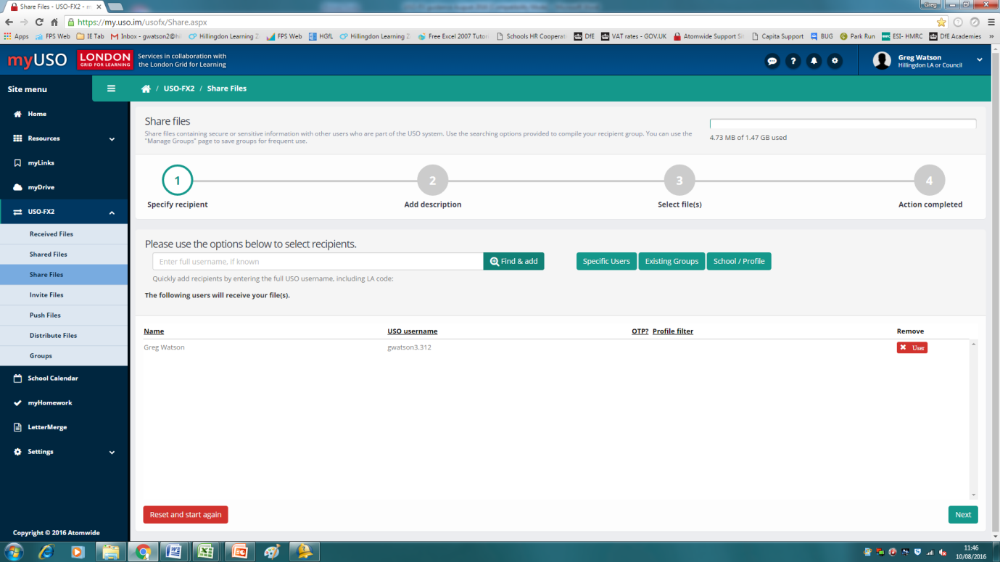 Share Files - USO-FX2 - m
Greg
https://my.uso.im/usofx/Share.aspx
Apps FPS Web IE Tab Inbox - gwatson2@hi Hillingdon Learning Z FPS Web HGfL Hillingdon Learning Z Free Excel 2007 Tutori Schools HR Cooperati DfE VAT rates - GOV.UK Atomwide Support Sit Capita Support BUG Park Run ESI- HMRC DfE Academies »
myUSO LONDON GRID FOR LEARNING
Services in collaboration with
the London Grid for Learning
Greg Watson
Hillingdon LA or Council
Site menu
/ USO-FX2 / Share Files
Home
Resources
myLinks
myDrive
USO-FX2
Received Files
Shared Files
Share Files
Invite Files
Push Files
Distribute Files
Groups
School Calendar
myHomework
LetterMerge
Settings
Copyright © 2016 Atomwide
Share files
Share files containing secure or sensitive information with other users who are part of the USO system. Use the searching options provided to compile your recipient group. You can use the
"Manage Groups" page to save groups for frequent use.
4.73 MB of 1.47 GB used
1 2 3 4
Specify recipient Add description Select file(s) Action completed
Please use the options below to select recipients.
Enter full username, if known Find & add Specific Users Existing Groups School / Profile
Quickly add recipients by entering the full USO username, including LA code:
The following users will receive your file(s).
Name USO username OTP? Profile filter Remove
Greg Watson gwatson3.312 User
Reset and start again Next
11:46
10/08/2016